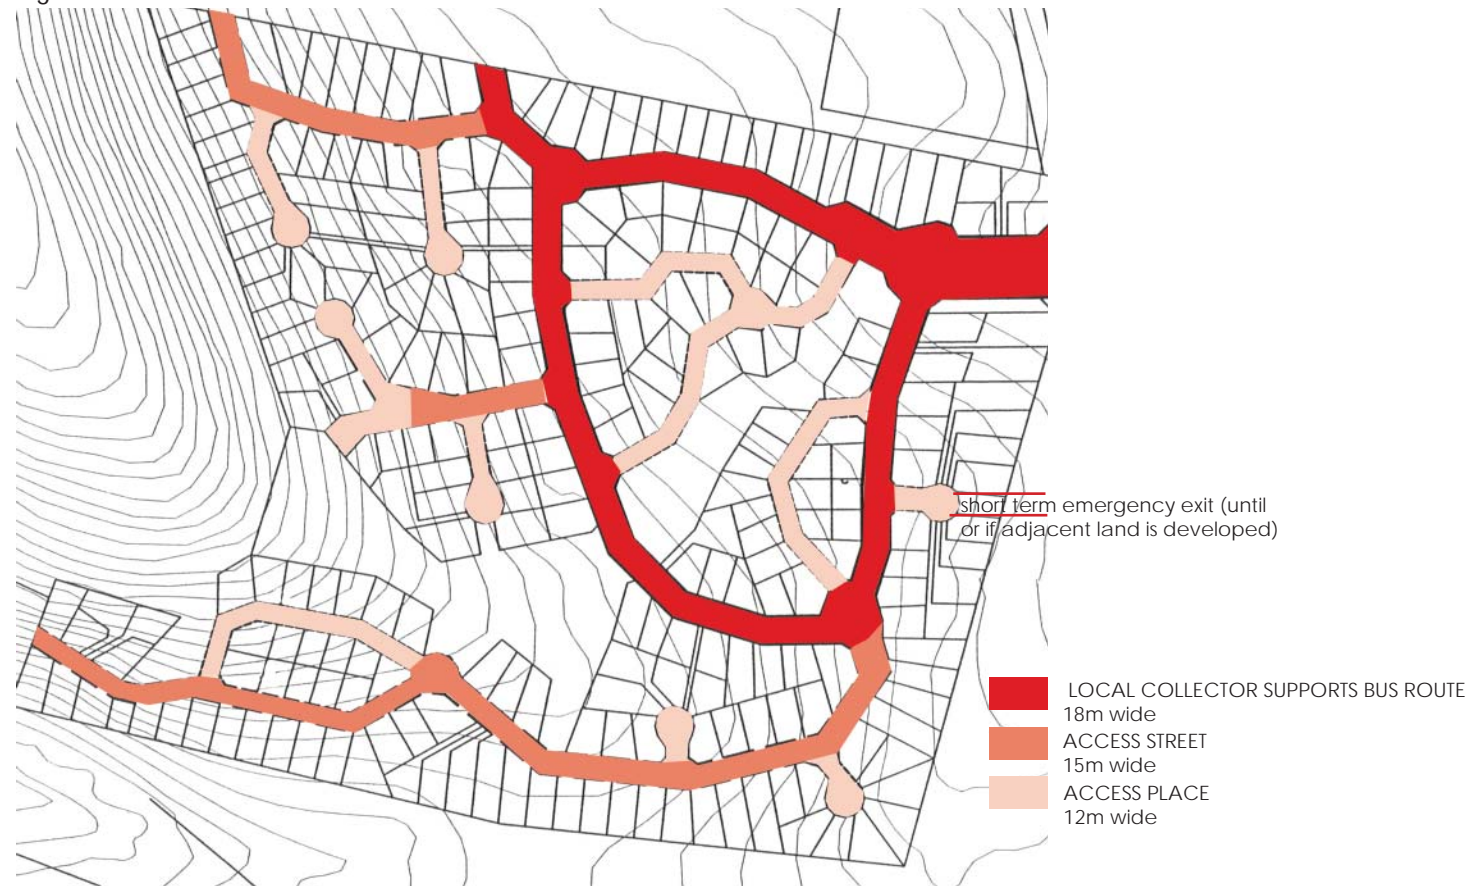 short term emergency exit (until
or if adjacent land is developed)
LOCAL COLLECTOR SUPPORTS BUS ROUTE
18m wide
ACCESS STREET
15m wide
ACCESS PLACE
12m wide